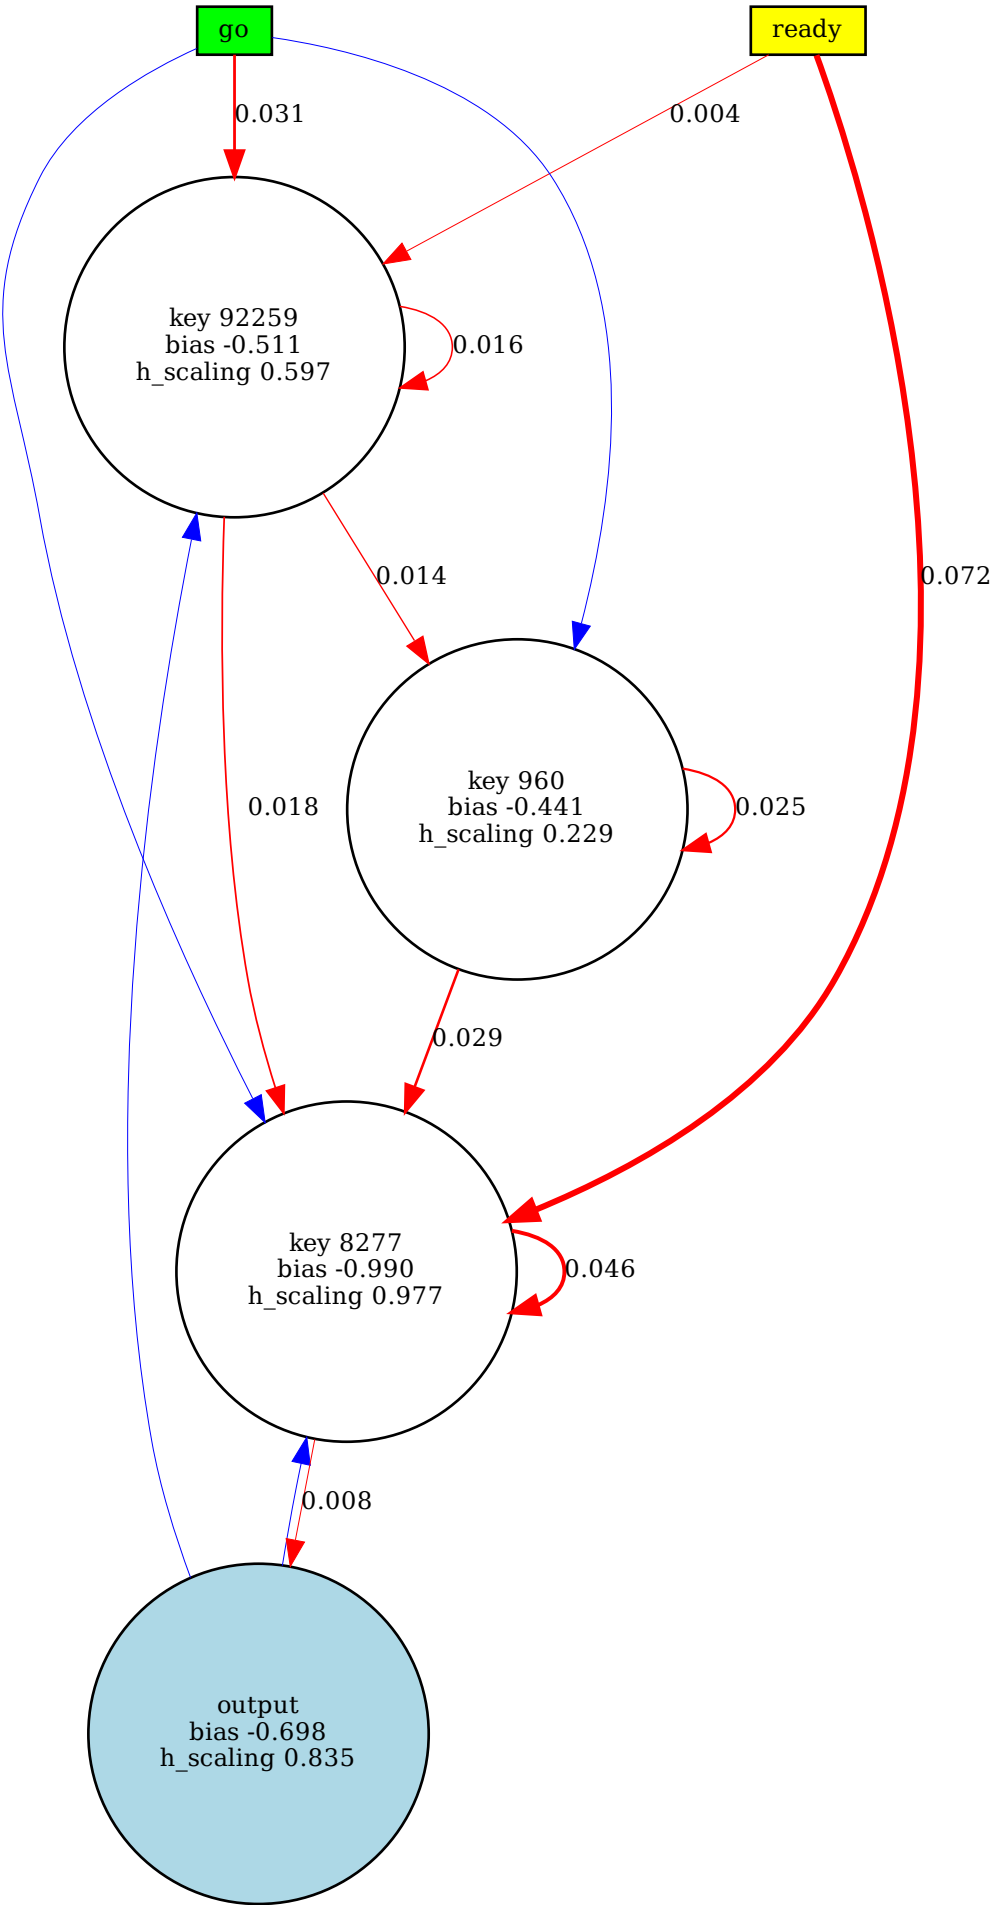 go
ready
0.031
0.004
key 92259
bias -0.511
h_scaling 0.597
0.016
0.014
0.072
key 960
bias -0.441
h_scaling 0.229
0.018
0.025
0.029
key 8277
bias -0.990
h_scaling 0.977
0.046
0.008
output
bias -0.698
h_scaling 0.835